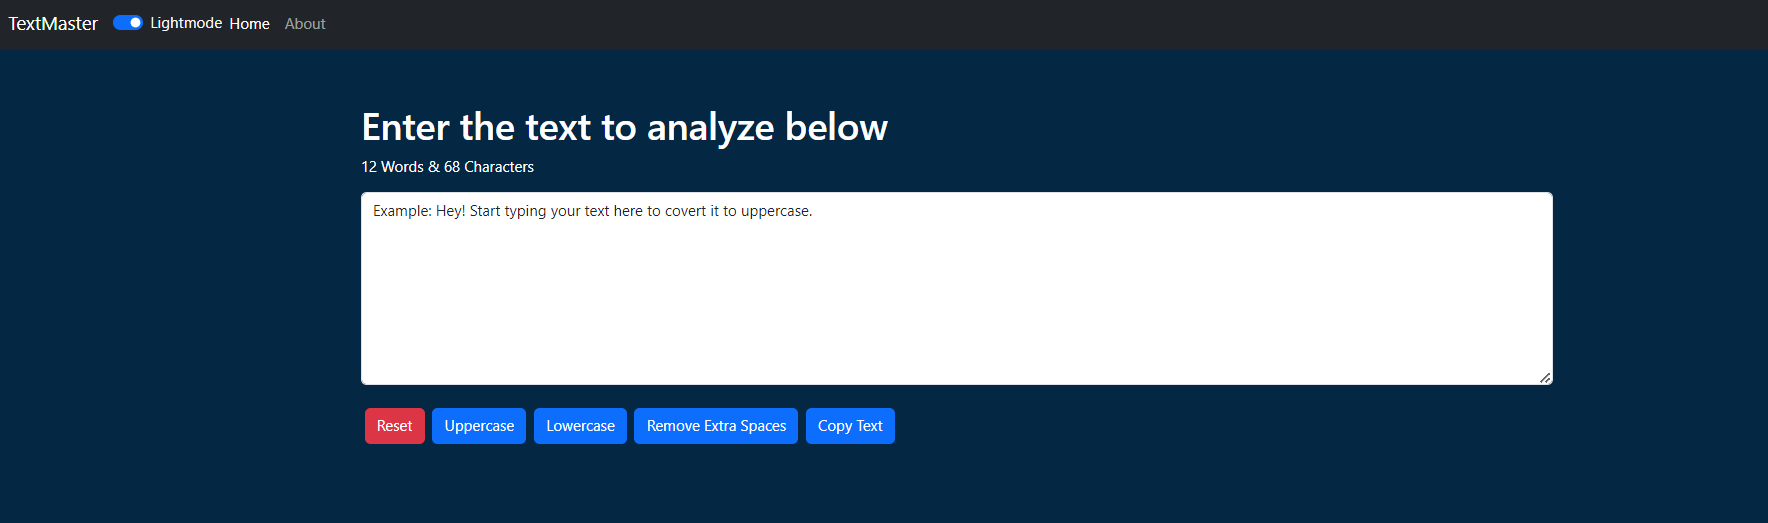 TextMaster Lightmode Home About
Enter the text to analyze below
12 Words & 68 Characters
Example: Hey! Start typing your text here to covert it to uppercase.
Reset Uppercase Lowercase Remove Extra Spaces Copy Text